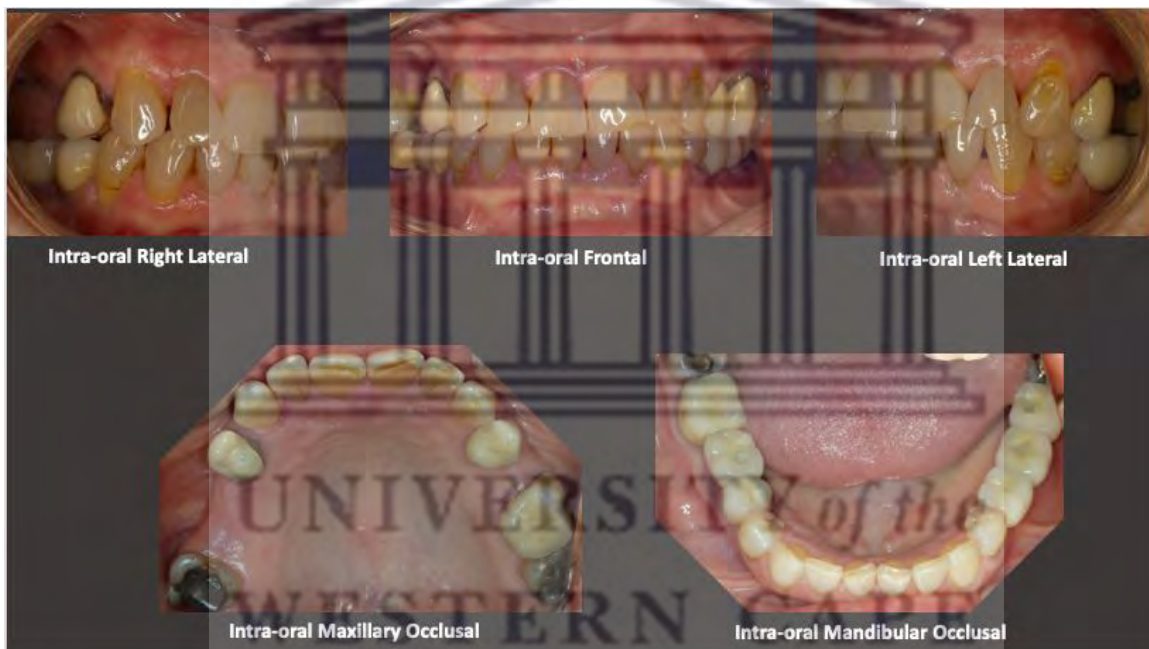 Intra-oral Right Lateral
Intra-oral Frontal
Intra-oral Left Lateral
UNIVERSITY of the
WESTERN CAPE
Intra-oral Maxillary Occlusal
Intra-oral Mandibular Occlusal